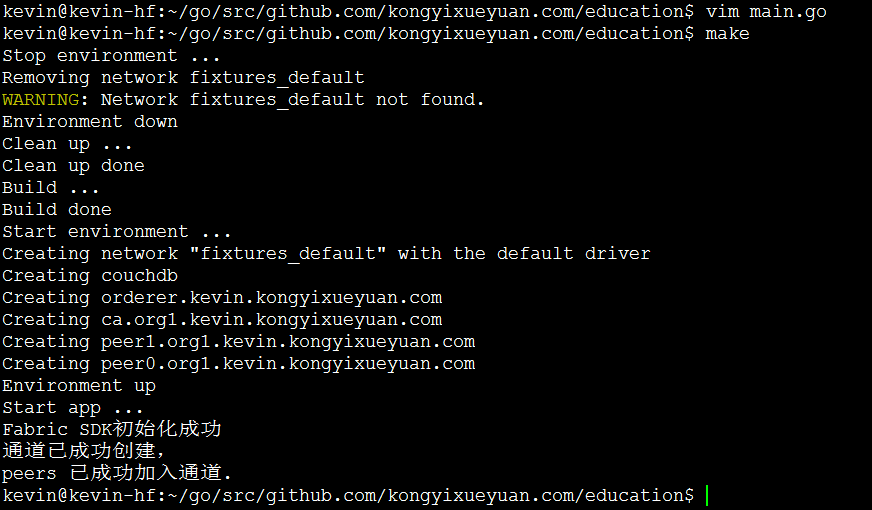 kevin@kevin-hf:~/go/src/github.com/kongyixueyuan.com/education$ vim main.go
kevin@kevin-hf:~/go/src/github.com/kongyixueyuan.com/education$ make
Stop environment ...
Removing network fixtures_default
WARNING: Network fixtures_default not found.
Environment down
Clean up ...
Clean up done
Build ...
Build done
Start environment ...
Creating network "fixtures_default" with the default driver
Creating couchdb
Creating orderer.kevin.kongyixueyuan.com
Creating ca.org1.kevin.kongyixueyuan.com
Creating peer1.org1.kevin.kongyixueyuan.com
Creating peer0.org1.kevin.kongyixueyuan.com
Environment up
Start app ...
Fabric SDK初始化成功
通道已成功创建，
peers 已成功加入通道.
kevin@kevin-hf:~/go/src/github.com/kongyixueyuan.com/education$